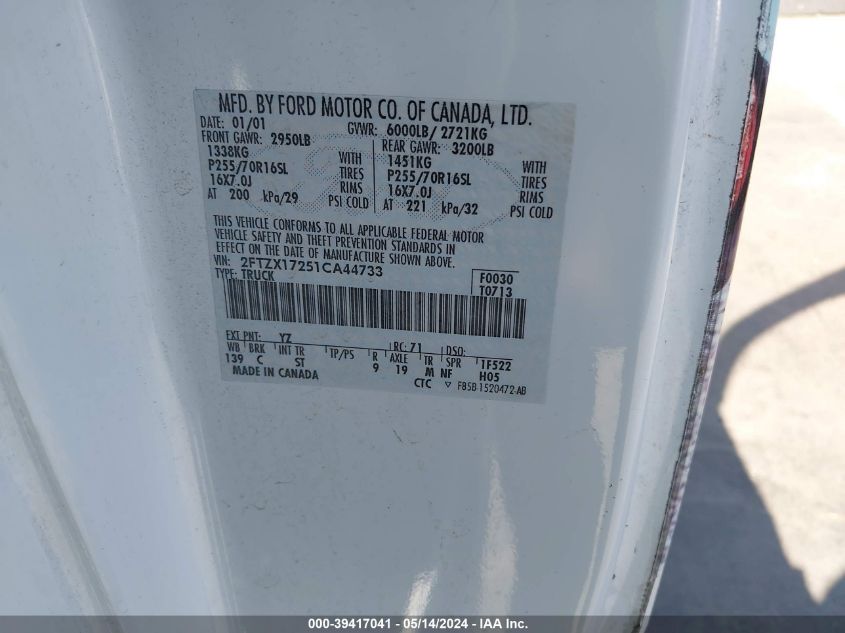 MFD. BY FORD MOTOR CO. OF CANADA, LTD.
DATE: 01/01 GVWR: 6000LB/ 2721KG
FRONT GAWR: 2950LB REAR GAWR: 3200LB
1338KG WITH 1451KG WITH
P255/70R16SL TIRES P255/70R16SL TIRES
16X7.0J RIMS 16X7.0J RIMS
AT 200 kPa/29 PSI COLD AT 221 kPa/32 PSI COLD
THIS VEHICLE CONFORMS TO ALL APPLICABLE FEDERAL MOTOR
VEHICLE SAFETY AND THEFT PREVENTION STANDARDS IN
EFFECT ON THE DATE OF MANUFACTURE SHOWN ABOVE.
VIN: 2FTZX17251CA44733 F0030
TYPE: TRUCK T0713
EXT PNT: YZ RC: 71 DSO:
WB BRK INT TR TP/PS R AXLE TR SPR 1F522
139 C ST 9 19 M NF H05
MADE IN CANADA CTC ▽ F85B 1520472 AB
000-39417041 - 05/14/2024 - IAA Inc.